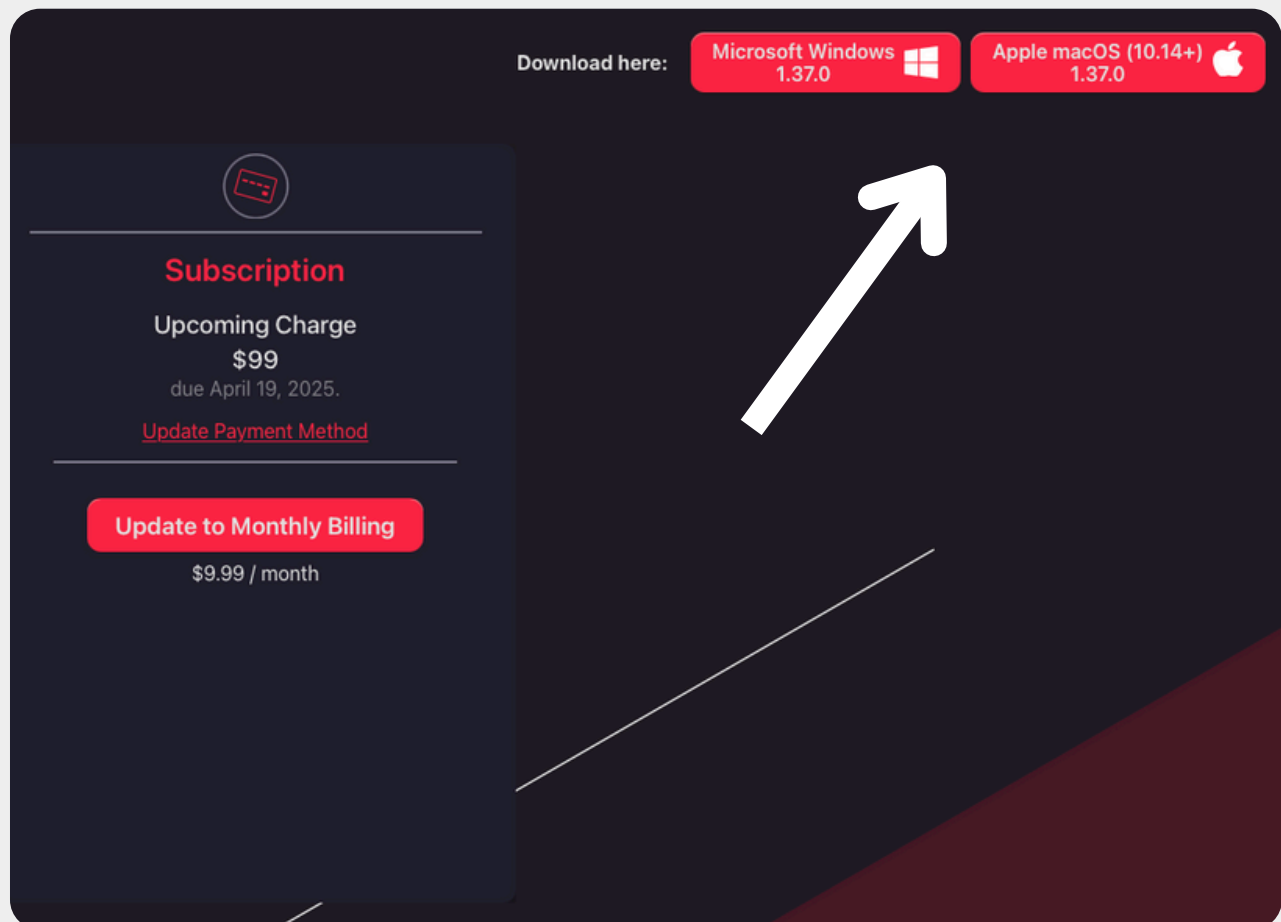 Download here:
Microsoft Windows
1.37.0
Apple macOS (10.14+)
1.37.0
Subscription
Upcoming Charge
$99
due April 19, 2025.
Update Payment Method
Update to Monthly Billing
$9.99 / month